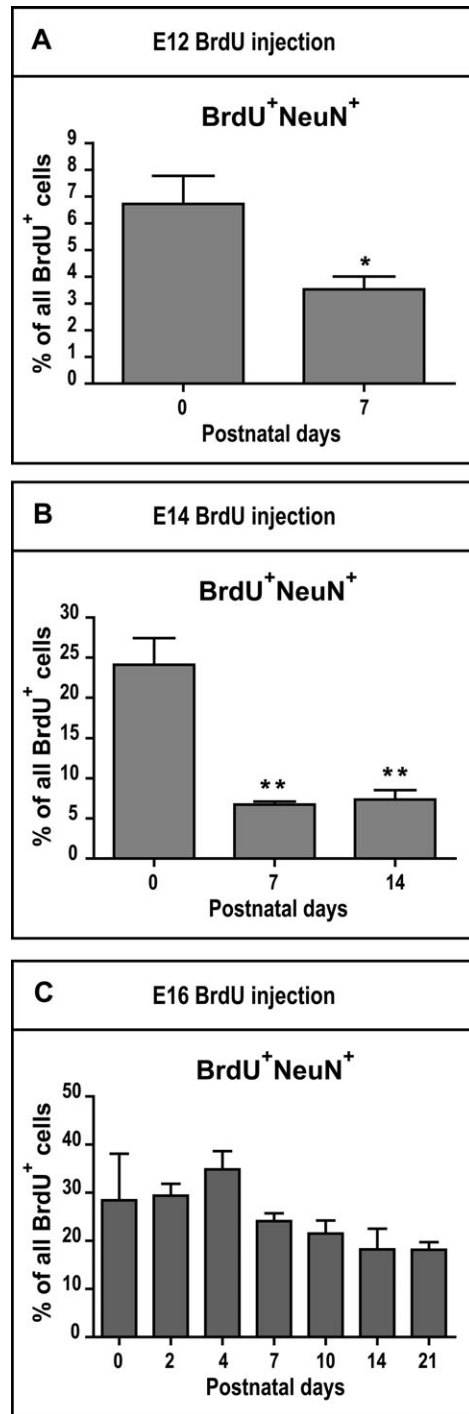 A E12 BrdU injection
BrdU⁺NeuN⁺
% of all BrdU⁺ cells
9
8
7
6
5
4
3
2
1
0
*
0 7
Postnatal days
B E14 BrdU injection
BrdU⁺NeuN⁺
% of all BrdU⁺ cells
30
25
20
15
10
5
0
** **
0 7 14
Postnatal days
C E16 BrdU injection
BrdU⁺NeuN⁺
% of all BrdU⁺ cells
50
40
30
20
10
0
0 2 4 7 10 14 21
Postnatal days